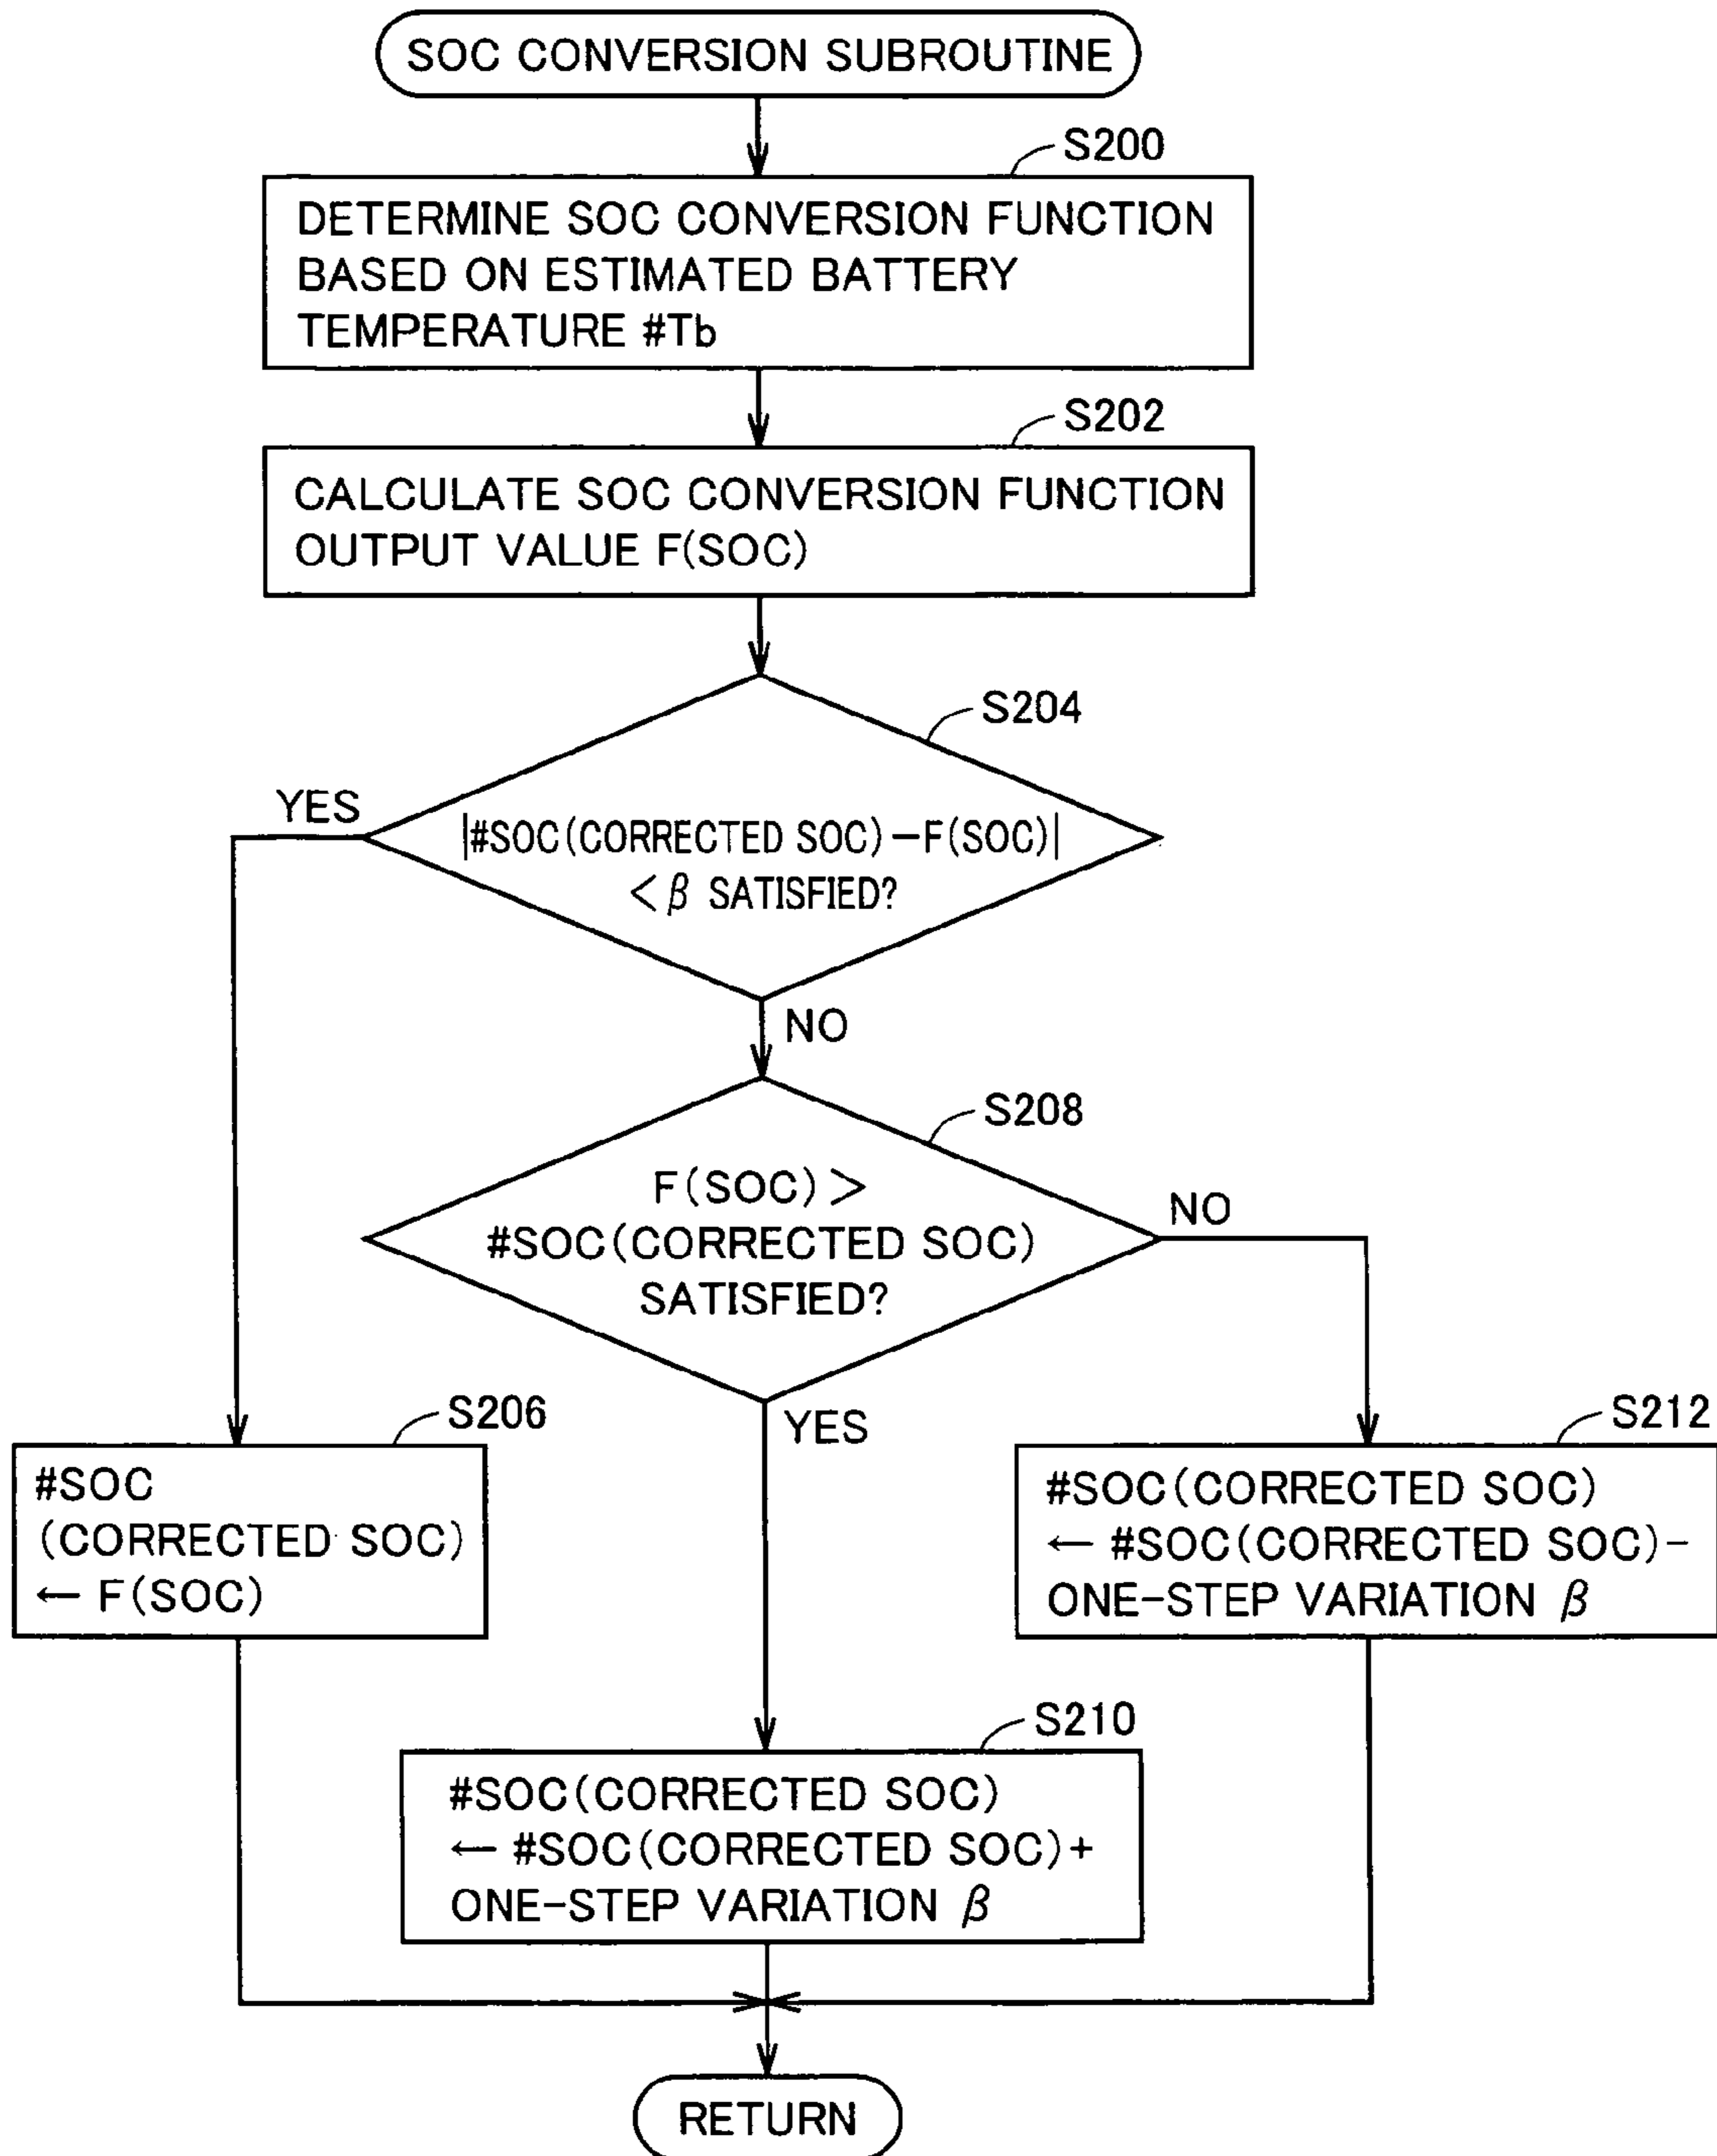 SOC CONVERSION SUBROUTINE
S200
DETERMINE SOC CONVERSION FUNCTION
BASED ON ESTIMATED BATTERY
TEMPERATURE #Tb
S202
CALCULATE SOC CONVERSION FUNCTION
OUTPUT VALUE F(SOC)
S204
YES
|#SOC(CORRECTED SOC)−F(SOC)|
<β SATISFIED?
NO
S208
F(SOC)>
#SOC(CORRECTED SOC)
SATISFIED?
NO
YES
S206
#SOC
(CORRECTED SOC)
← F(SOC)
S212
#SOC(CORRECTED SOC)
← #SOC(CORRECTED SOC)−
ONE-STEP VARIATION β
S210
#SOC(CORRECTED SOC)
← #SOC(CORRECTED SOC)+
ONE-STEP VARIATION β
RETURN